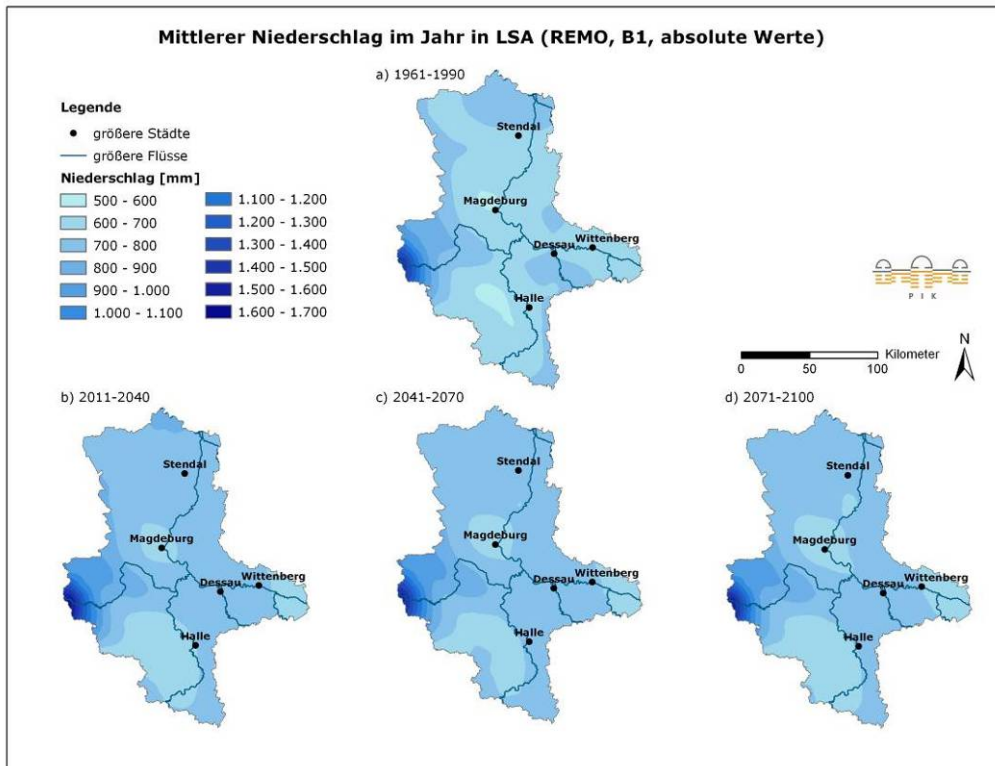 Mittlerer Niederschlag im Jahr in LSA (REMO, B1, absolute Werte)
a) 1961-1990
Legende
größere Städte
größere Flüsse
Niederschlag [mm]
500 - 600
600 - 700
700 - 800
800 - 900
900 - 1.000
1.000 - 1.100
1.100 - 1.200
1.200 - 1.300
1.300 - 1.400
1.400 - 1.500
1.500 - 1.600
1.600 - 1.700
Stendal
Magdeburg
Dessau
Wittenberg
Halle
P I K
Kilometer
0 50 100
N
b) 2011-2040
Stendal
Magdeburg
Dessau
Wittenberg
Halle
c) 2041-2070
Stendal
Magdeburg
Dessau
Wittenberg
Halle
d) 2071-2100
Stendal
Magdeburg
Dessau
Wittenberg
Halle